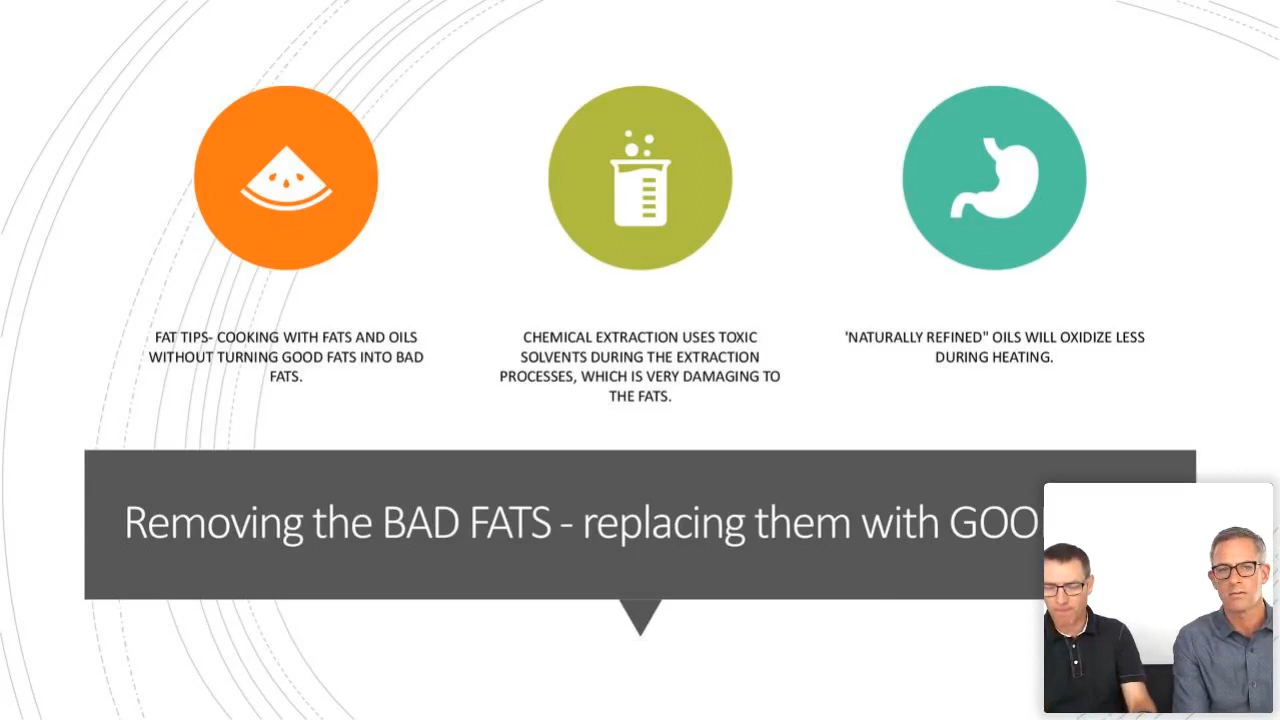 FAT TIPS- COOKING WITH FATS AND OILS
WITHOUT TURNING GOOD FATS INTO BAD
FATS.
CHEMICAL EXTRACTION USES TOXIC
SOLVENTS DURING THE EXTRACTION
PROCESSES, WHICH IS VERY DAMAGING TO
THE FATS.
'NATURALLY REFINED" OILS WILL OXIDIZE LESS
DURING HEATING.
Removing the BAD FATS - replacing them with GOO